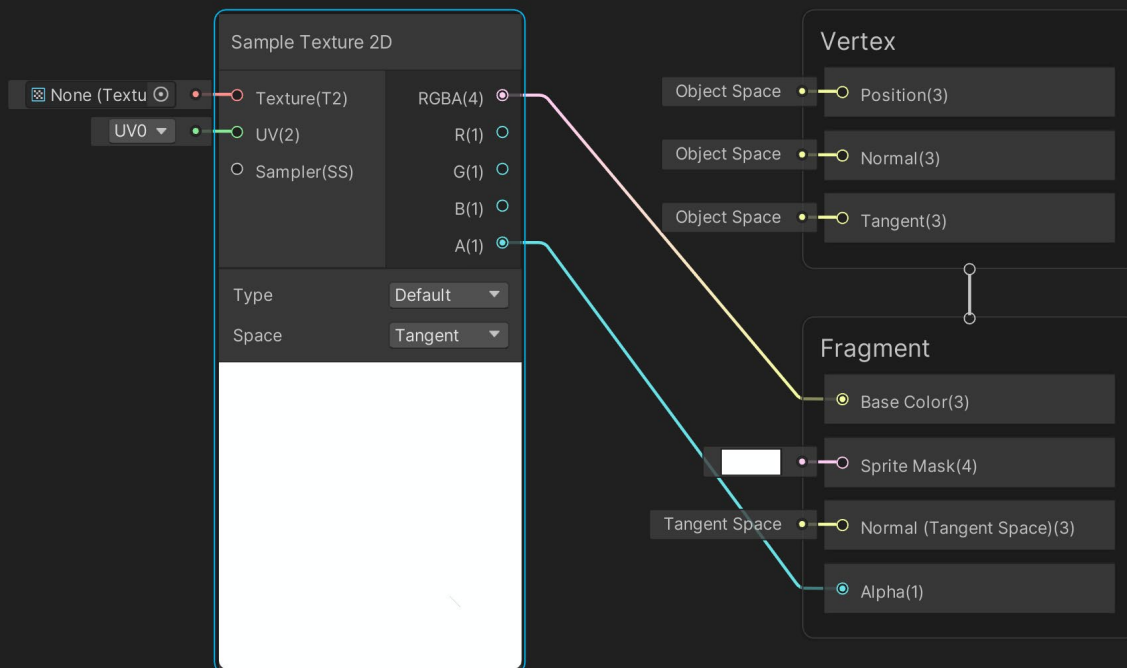 Sample Texture 2D
None (Textu
Texture(T2)
RGBA(4)
UV0
UV(2)
R(1)
Sampler(SS)
G(1)
B(1)
A(1)
Type
Default
Space
Tangent
Vertex
Object Space
Position(3)
Object Space
Normal(3)
Object Space
Tangent(3)
Fragment
Base Color(3)
Sprite Mask(4)
Tangent Space
Normal (Tangent Space)(3)
Alpha(1)